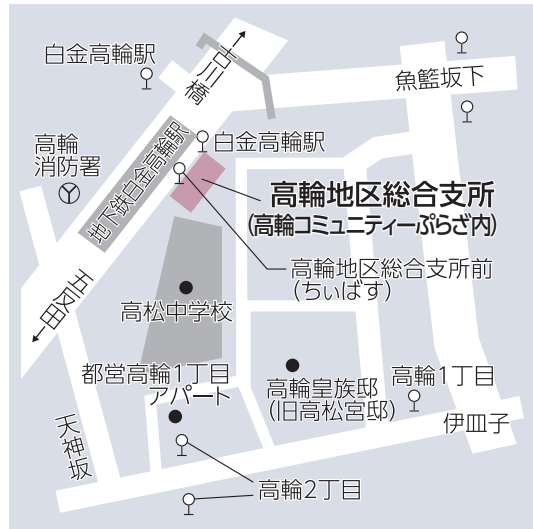 白金高輪駅
古川橋
魚籃坂下
高輪
消防署
白金高輪駅
地下鉄白金高輪駅
高輪地区総合支所
(高輪コミュニティーぷらざ内)
高輪地区総合支所前
(ちぃばす)
五反田
高松中学校
都営高輪1丁目
アパート
高輪皇族邸
(旧高松宮邸)
高輪1丁目
伊皿子
天神坂
高輪2丁目